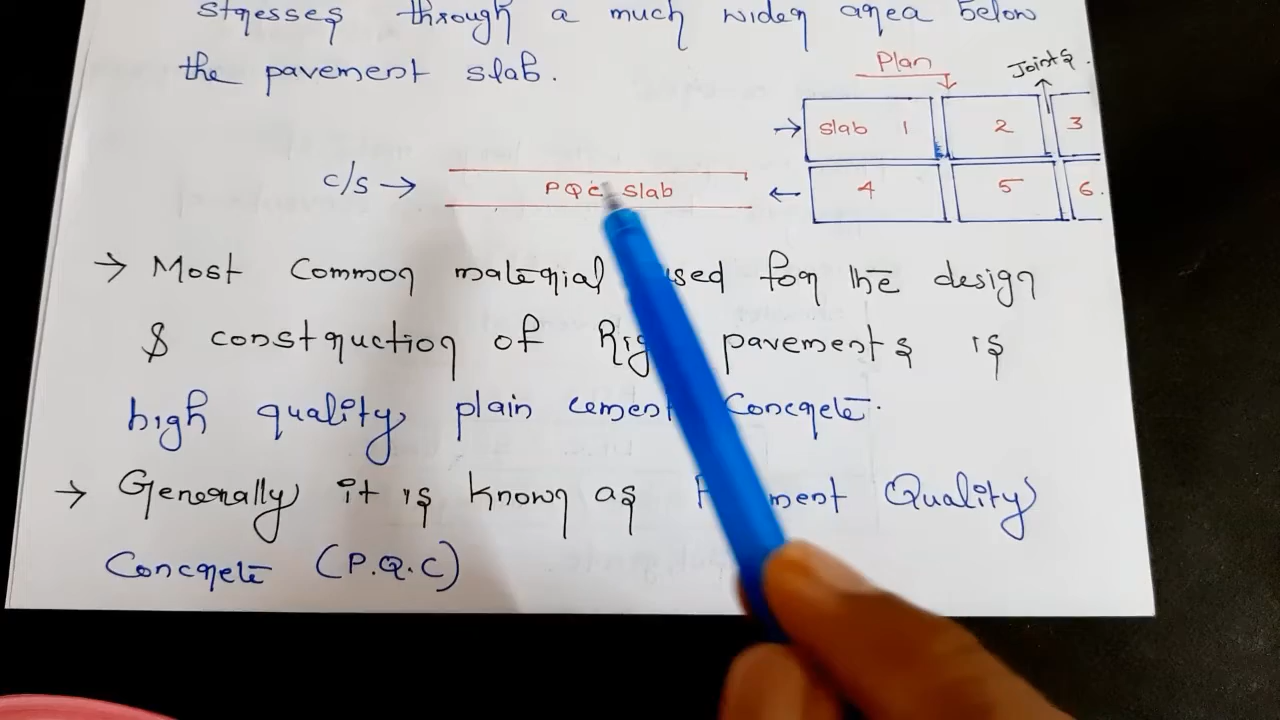 stresses through a much wider area below
the pavement slab.
Plan
Joints.
Slab 1 2 3
c/s → PQC Slab
4 5 6.
→ Most Common material used for the design
& construction of Rigid pavements is
high quality plain cement Concrete.
→ Generally it is known as Pavement Quality
Concrete (P.Q.C)